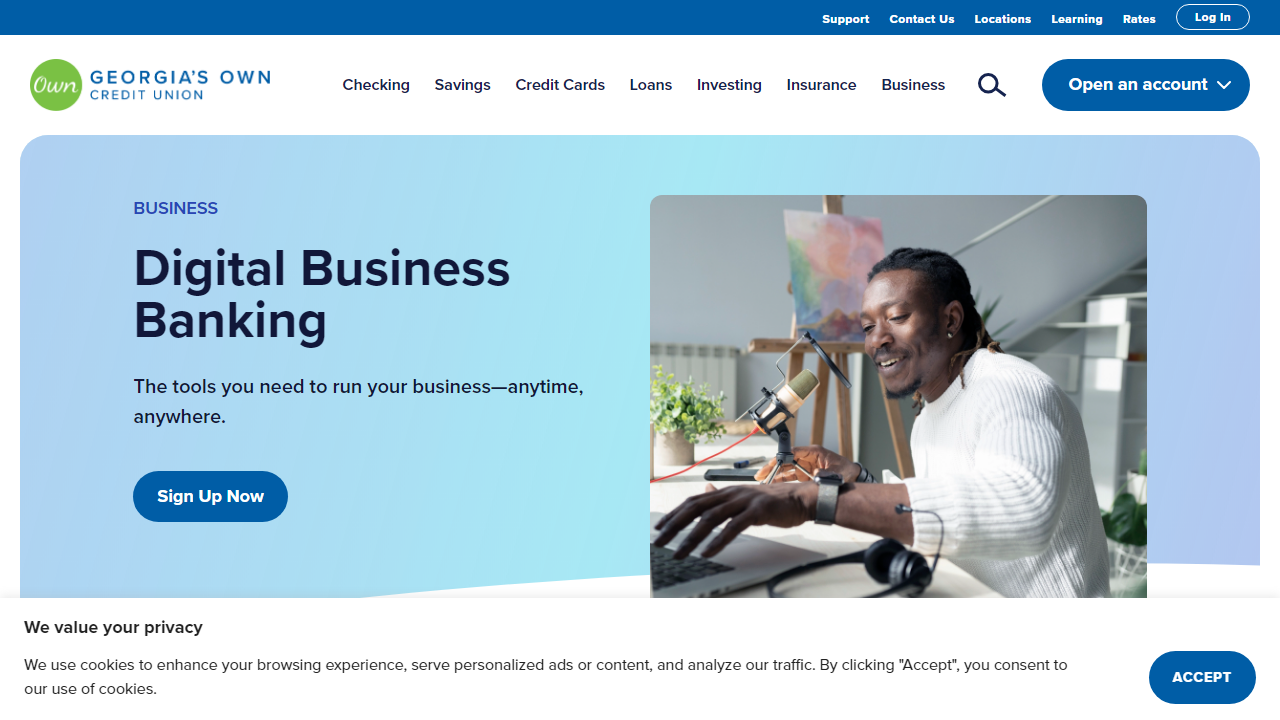 Support Contact Us Locations Learning Rates Log In
Own GEORGIA'S OWN
CREDIT UNION
Checking Savings Credit Cards Loans Investing Insurance Business Open an account
BUSINESS
Digital Business
Banking
The tools you need to run your business—anytime,
anywhere.
Sign Up Now
We value your privacy
We use cookies to enhance your browsing experience, serve personalized ads or content, and analyze our traffic. By clicking "Accept", you consent to
our use of cookies.
ACCEPT